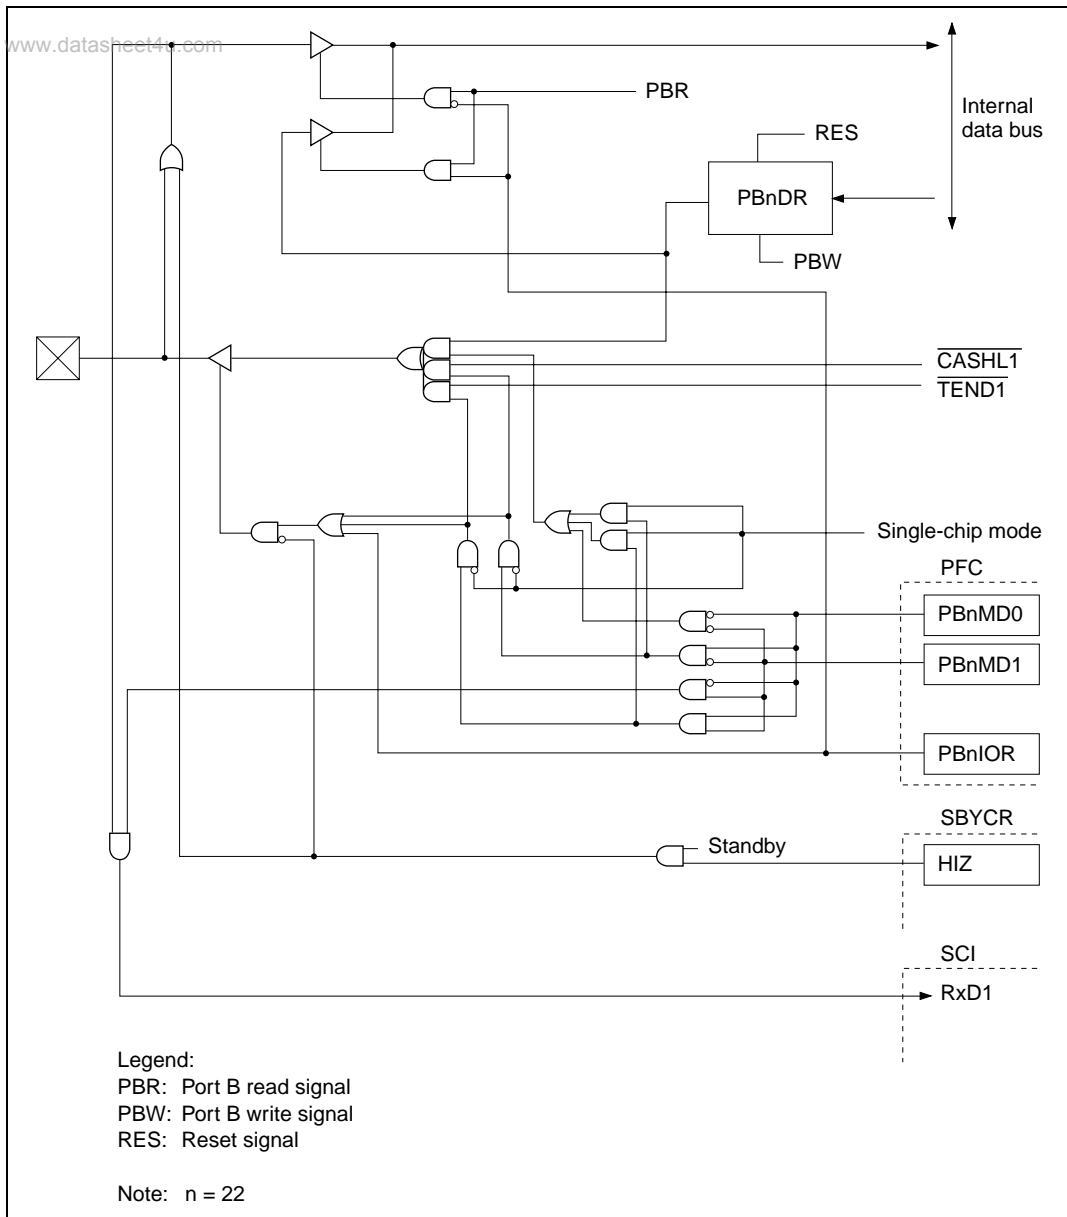 www.datasheet4u.com
PBR
Internal
data bus
RES
PBnDR
PBW
CASHL1
TEND1
Single-chip mode
PFC
PBnMD0
PBnMD1
PBnIOR
SBYCR
Standby
HIZ
SCI
RxD1
Legend:
PBR: Port B read signal
PBW: Port B write signal
RES: Reset signal
Note: n = 22